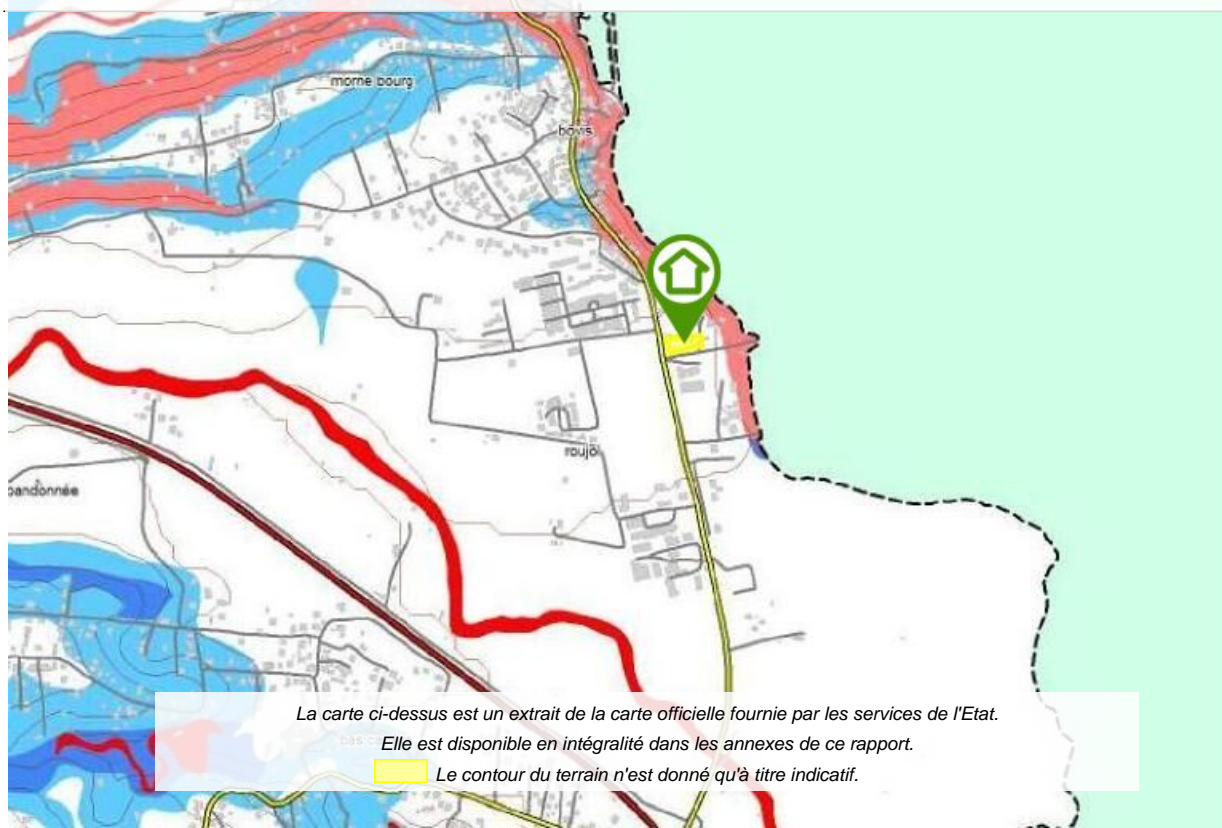 morne bourg
bovis
roujol
bandonnée
La carte ci-dessus est un extrait de la carte officielle fournie par les services de l'Etat.
Elle est disponible en intégralité dans les annexes de ce rapport.
Le contour du terrain n'est donné qu'à titre indicatif.